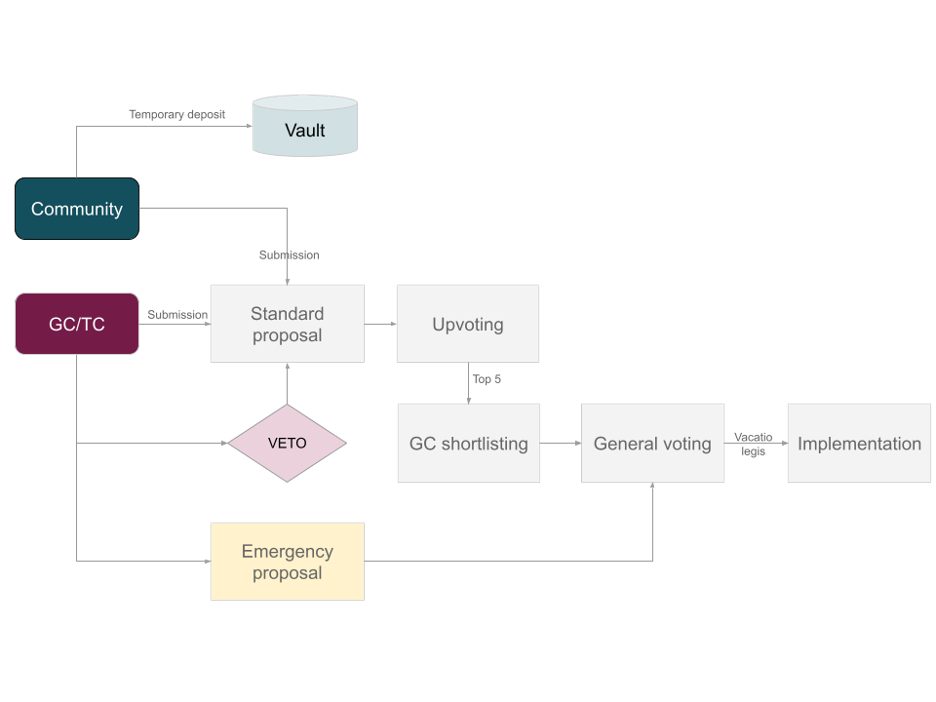 Temporary deposit
Vault
Community
Submission
GC/TC
Submission
Standard
proposal
Upvoting
Top 5
VETO
GC shortlisting
General voting
Vacatio
legis
Implementation
Emergency
proposal